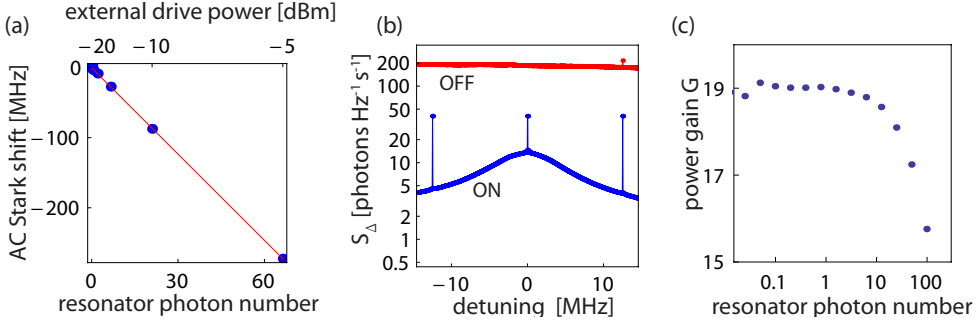 (a)
external drive power [dBm]
−20
−10
−5
AC Stark shift [MHz]
0
−100
−200
0
30
60
resonator photon number
(b)
S_Δ [photons Hz⁻¹ s⁻¹]
200
100
50
20
10
5
2
1
0.5
OFF
ON
−10
0
10
detuning [MHz]
(c)
power gain G
19
17
15
0.1
1
10
100
resonator photon number